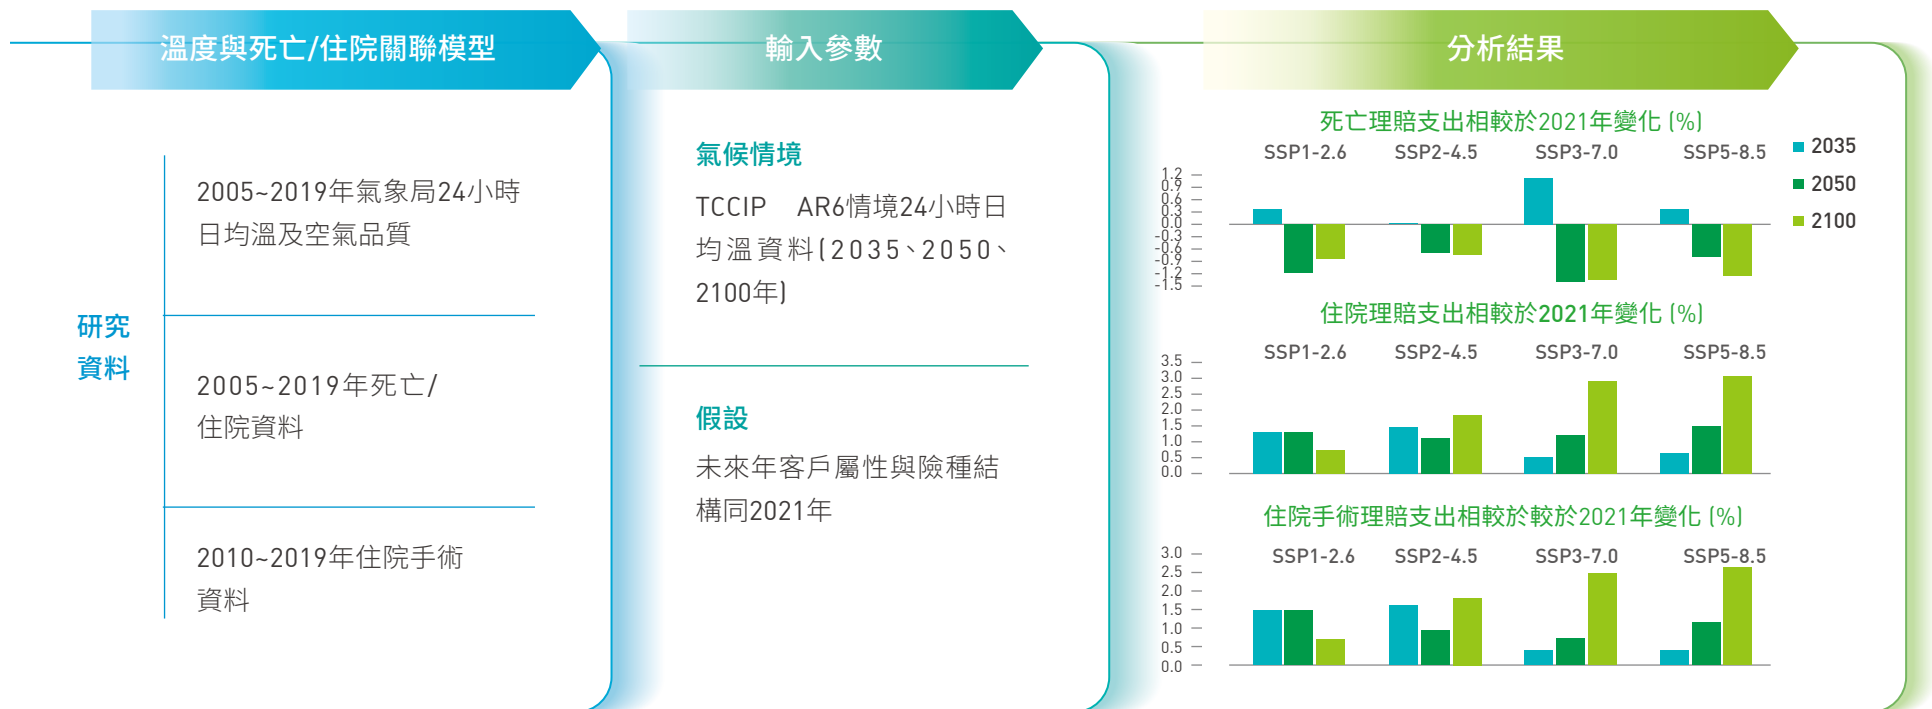 溫度與死亡/住院關聯模型
研究
資料
2005~2019年氣象局24小時
日均溫及空氣品質
2005~2019年死亡/
住院資料
2010~2019年住院手術
資料
輸入參數
氣候情境
TCCIP AR6情境24小時日
均溫資料(2035、2050、
2100年)
假設
未來年客戶屬性與險種結
構同2021年
分析結果
死亡理賠支出相較於2021年變化 (%)
SSP1-2.6 SSP2-4.5 SSP3-7.0 SSP5-8.5
1.2
0.9
0.6
0.3
0.0
-0.3
-0.6
-0.9
-1.2
-1.5
2035
2050
2100
住院理賠支出相較於2021年變化 (%)
SSP1-2.6 SSP2-4.5 SSP3-7.0 SSP5-8.5
3.5
3.0
2.5
2.0
1.5
1.0
0.5
0.0
住院手術理賠支出相較於較於2021年變化 (%)
SSP1-2.6 SSP2-4.5 SSP3-7.0 SSP5-8.5
3.0
2.5
2.0
1.5
1.0
0.5
0.0